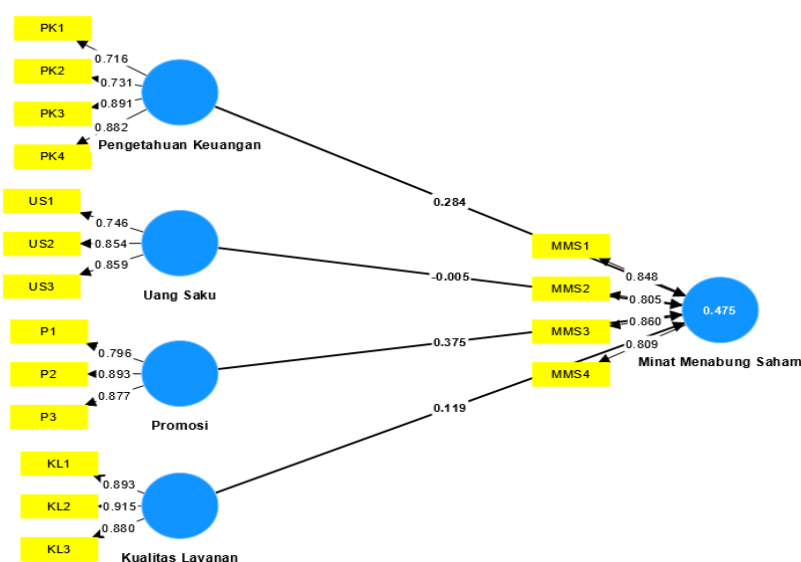 PK1
0.716
PK2
0.731
PK3
0.891
0.882
PK4
Pengetahuan Keuangan
US1
0.746
US2
0.854
US3
0.859
Uang Saku
P1
0.796
P2
0.893
P3
0.877
Promosi
KL1
0.893
KL2
0.915
KL3
0.880
Kualitas Layanan
0.284
-0.005
0.375
0.119
MMS1
0.848
MMS2
0.805
MMS3
0.860
MMS4
0.809
0.475
Minat Menabung Saham